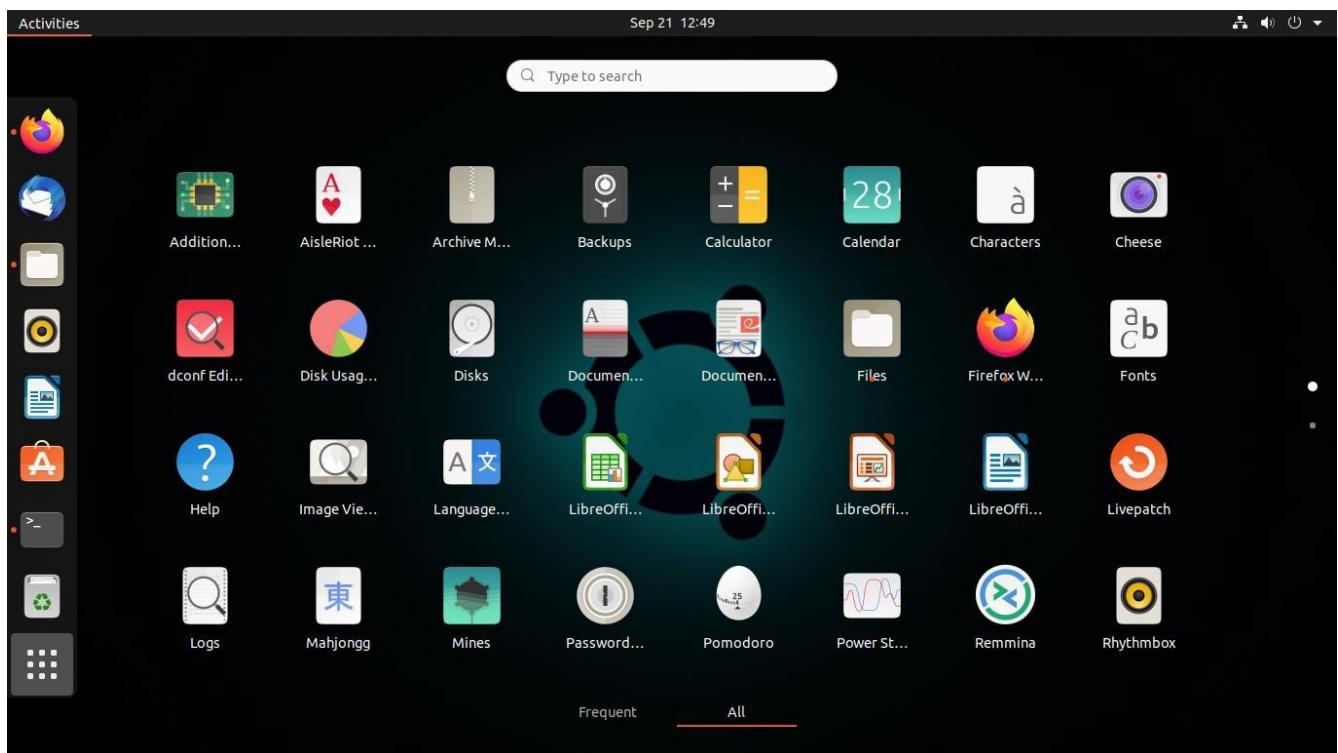 Activities
Sep 21 12:49
Type to search
Addition... AisleRiot ... Archive M... Backups Calculator Calendar Characters Cheese
dconf Edi... Disk Usag... Disks Documen... Documen... Files Firefox W... Fonts
Help Image Vie... Language... LibreOffi... LibreOffi... LibreOffi... LibreOffi... Livepatch
Logs Mahjongg Mines Password... Pomodoro Power St... Remmina Rhythmbox
Frequent All